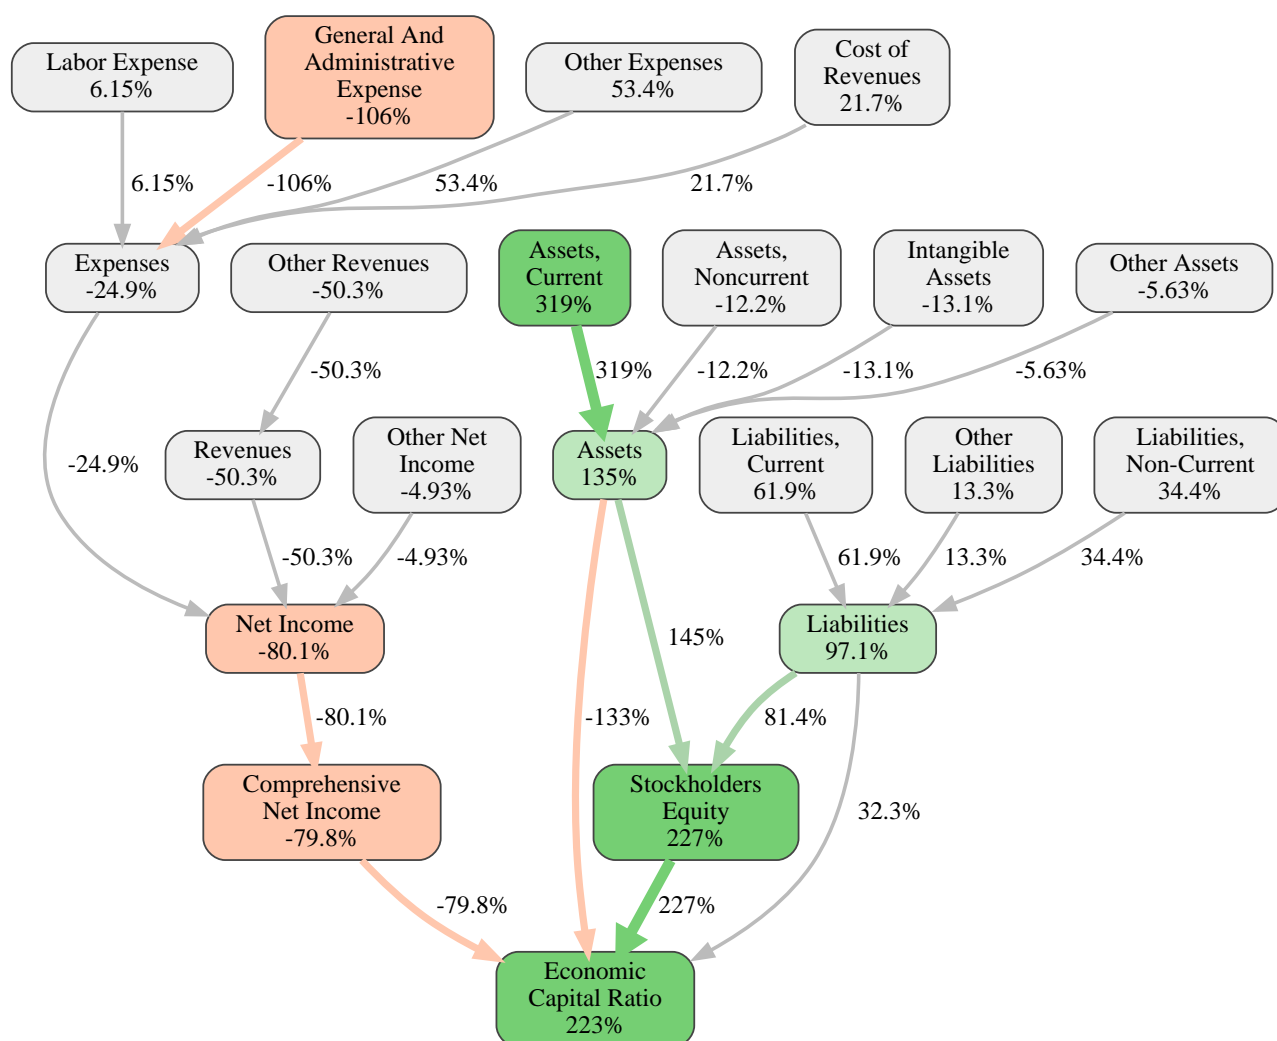 Labor Expense
6.15%
General And
Administrative
Expense
-106%
Other Expenses
53.4%
Cost of
Revenues
21.7%
6.15%
-106%
53.4%
21.7%
Expenses
-24.9%
Other Revenues
-50.3%
Assets,
Current
319%
Assets,
Noncurrent
-12.2%
Intangible
Assets
-13.1%
Other Assets
-5.63%
-50.3%
319%
-12.2%
-13.1%
-5.63%
-24.9%
Revenues
-50.3%
Other Net
Income
-4.93%
Assets
135%
Liabilities,
Current
61.9%
Other
Liabilities
13.3%
Liabilities,
Non-Current
34.4%
-50.3%
-4.93%
61.9%
13.3%
34.4%
Net Income
-80.1%
145%
Liabilities
97.1%
-80.1%
-133%
81.4%
Comprehensive
Net Income
-79.8%
Stockholders
Equity
227%
32.3%
-79.8%
227%
Economic
Capital Ratio
223%